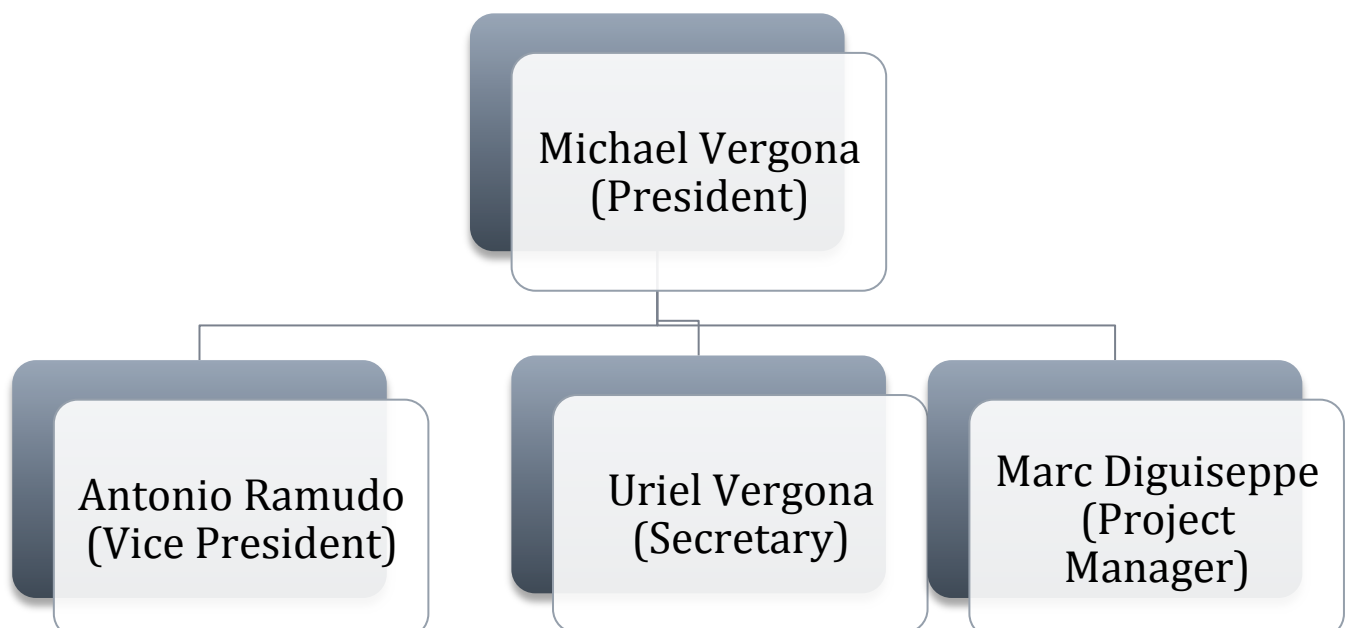 Michael Vergona
(President)
Antonio Ramudo
(Vice President)
Uriel Vergona
(Secretary)
Marc Diguiseppe
(Project
Manager)